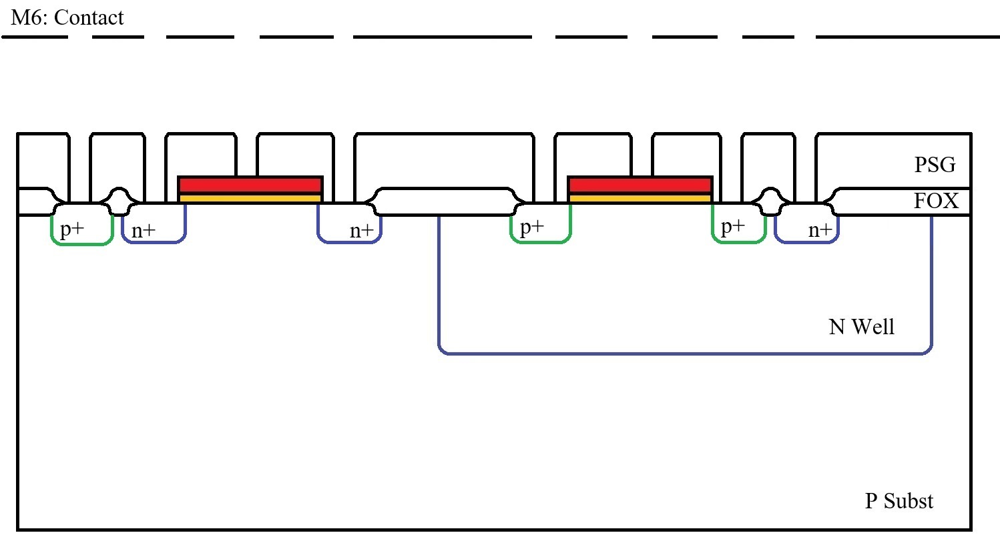 M6: Contact
PSG
FOX
p+
n+
n+
p+
p+
n+
N Well
P Subst